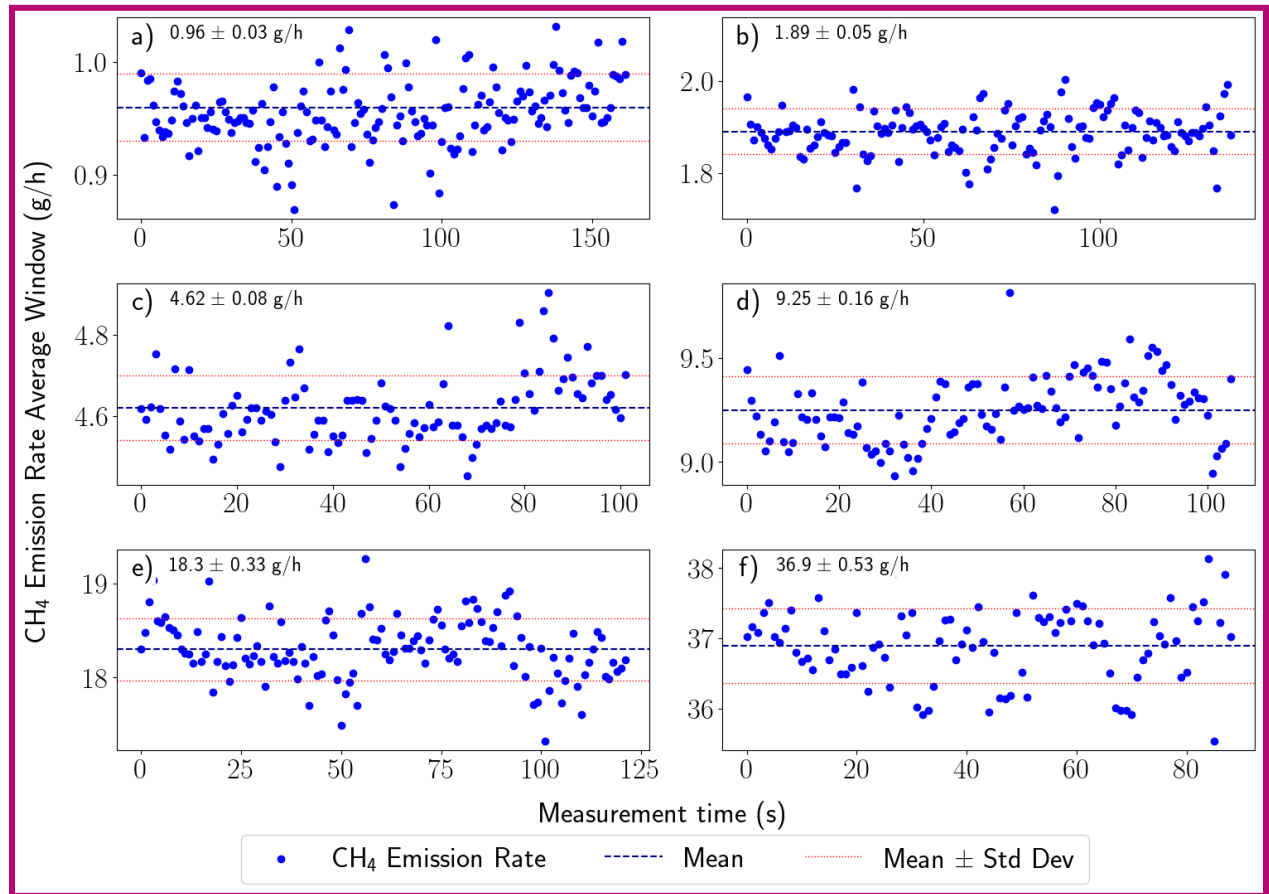 CH₄ Emission Rate Average Window (g/h)
a) 0.96 ± 0.03 g/h
1.0
0.9
0 50 100 150
b) 1.89 ± 0.05 g/h
2.0
1.8
0 50 100
c) 4.62 ± 0.08 g/h
4.8
4.6
0 20 40 60 80 100
d) 9.25 ± 0.16 g/h
9.5
9.0
0 20 40 60 80 100
e) 18.3 ± 0.33 g/h
19
18
0 25 50 75 100 125
f) 36.9 ± 0.53 g/h
38
37
36
0 20 40 60 80
Measurement time (s)
CH₄ Emission Rate Mean Mean ± Std Dev